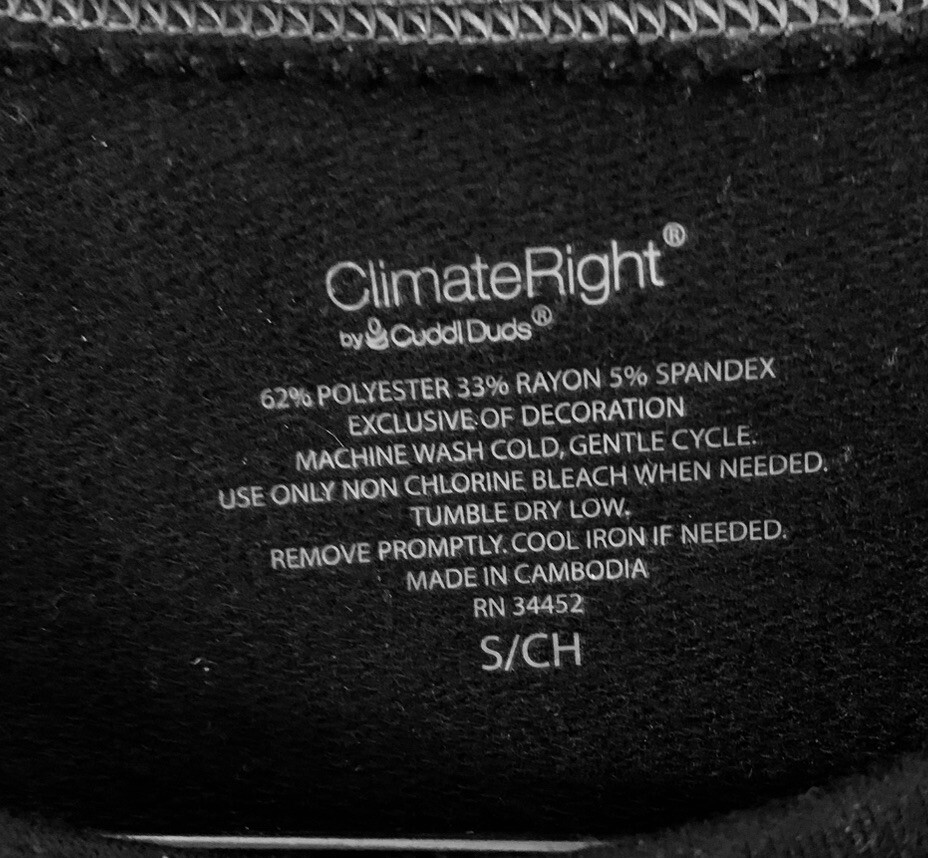 ClimateRight®
by Cuddl Duds®
62% POLYESTER 33% RAYON 5% SPANDEX
EXCLUSIVE OF DECORATION
MACHINE WASH COLD, GENTLE CYCLE.
USE ONLY NON CHLORINE BLEACH WHEN NEEDED.
TUMBLE DRY LOW.
REMOVE PROMPTLY. COOL IRON IF NEEDED.
MADE IN CAMBODIA
RN 34452
S/CH